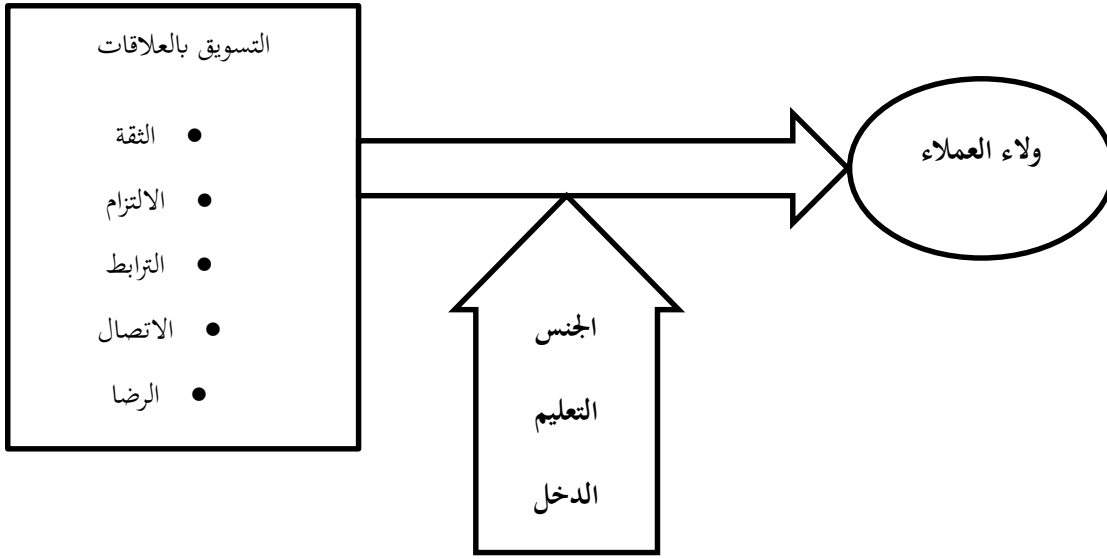 التسويق بالعلاقات
● الثقة
● الالتزام
● الترابط
● الاتصال
● الرضا
ولاء العملاء
الجنس
التعليم
الدخل